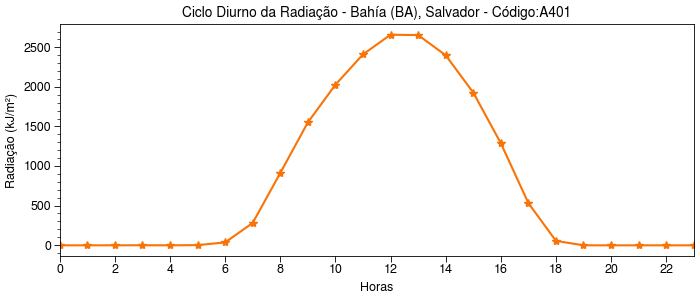 Ciclo Diurno da Radiação - Bahía (BA), Salvador - Código:A401
Radiação (kJ/m²)
2500
2000
1500
1000
500
0
0 2 4 6 8 10 12 14 16 18 20 22
Horas